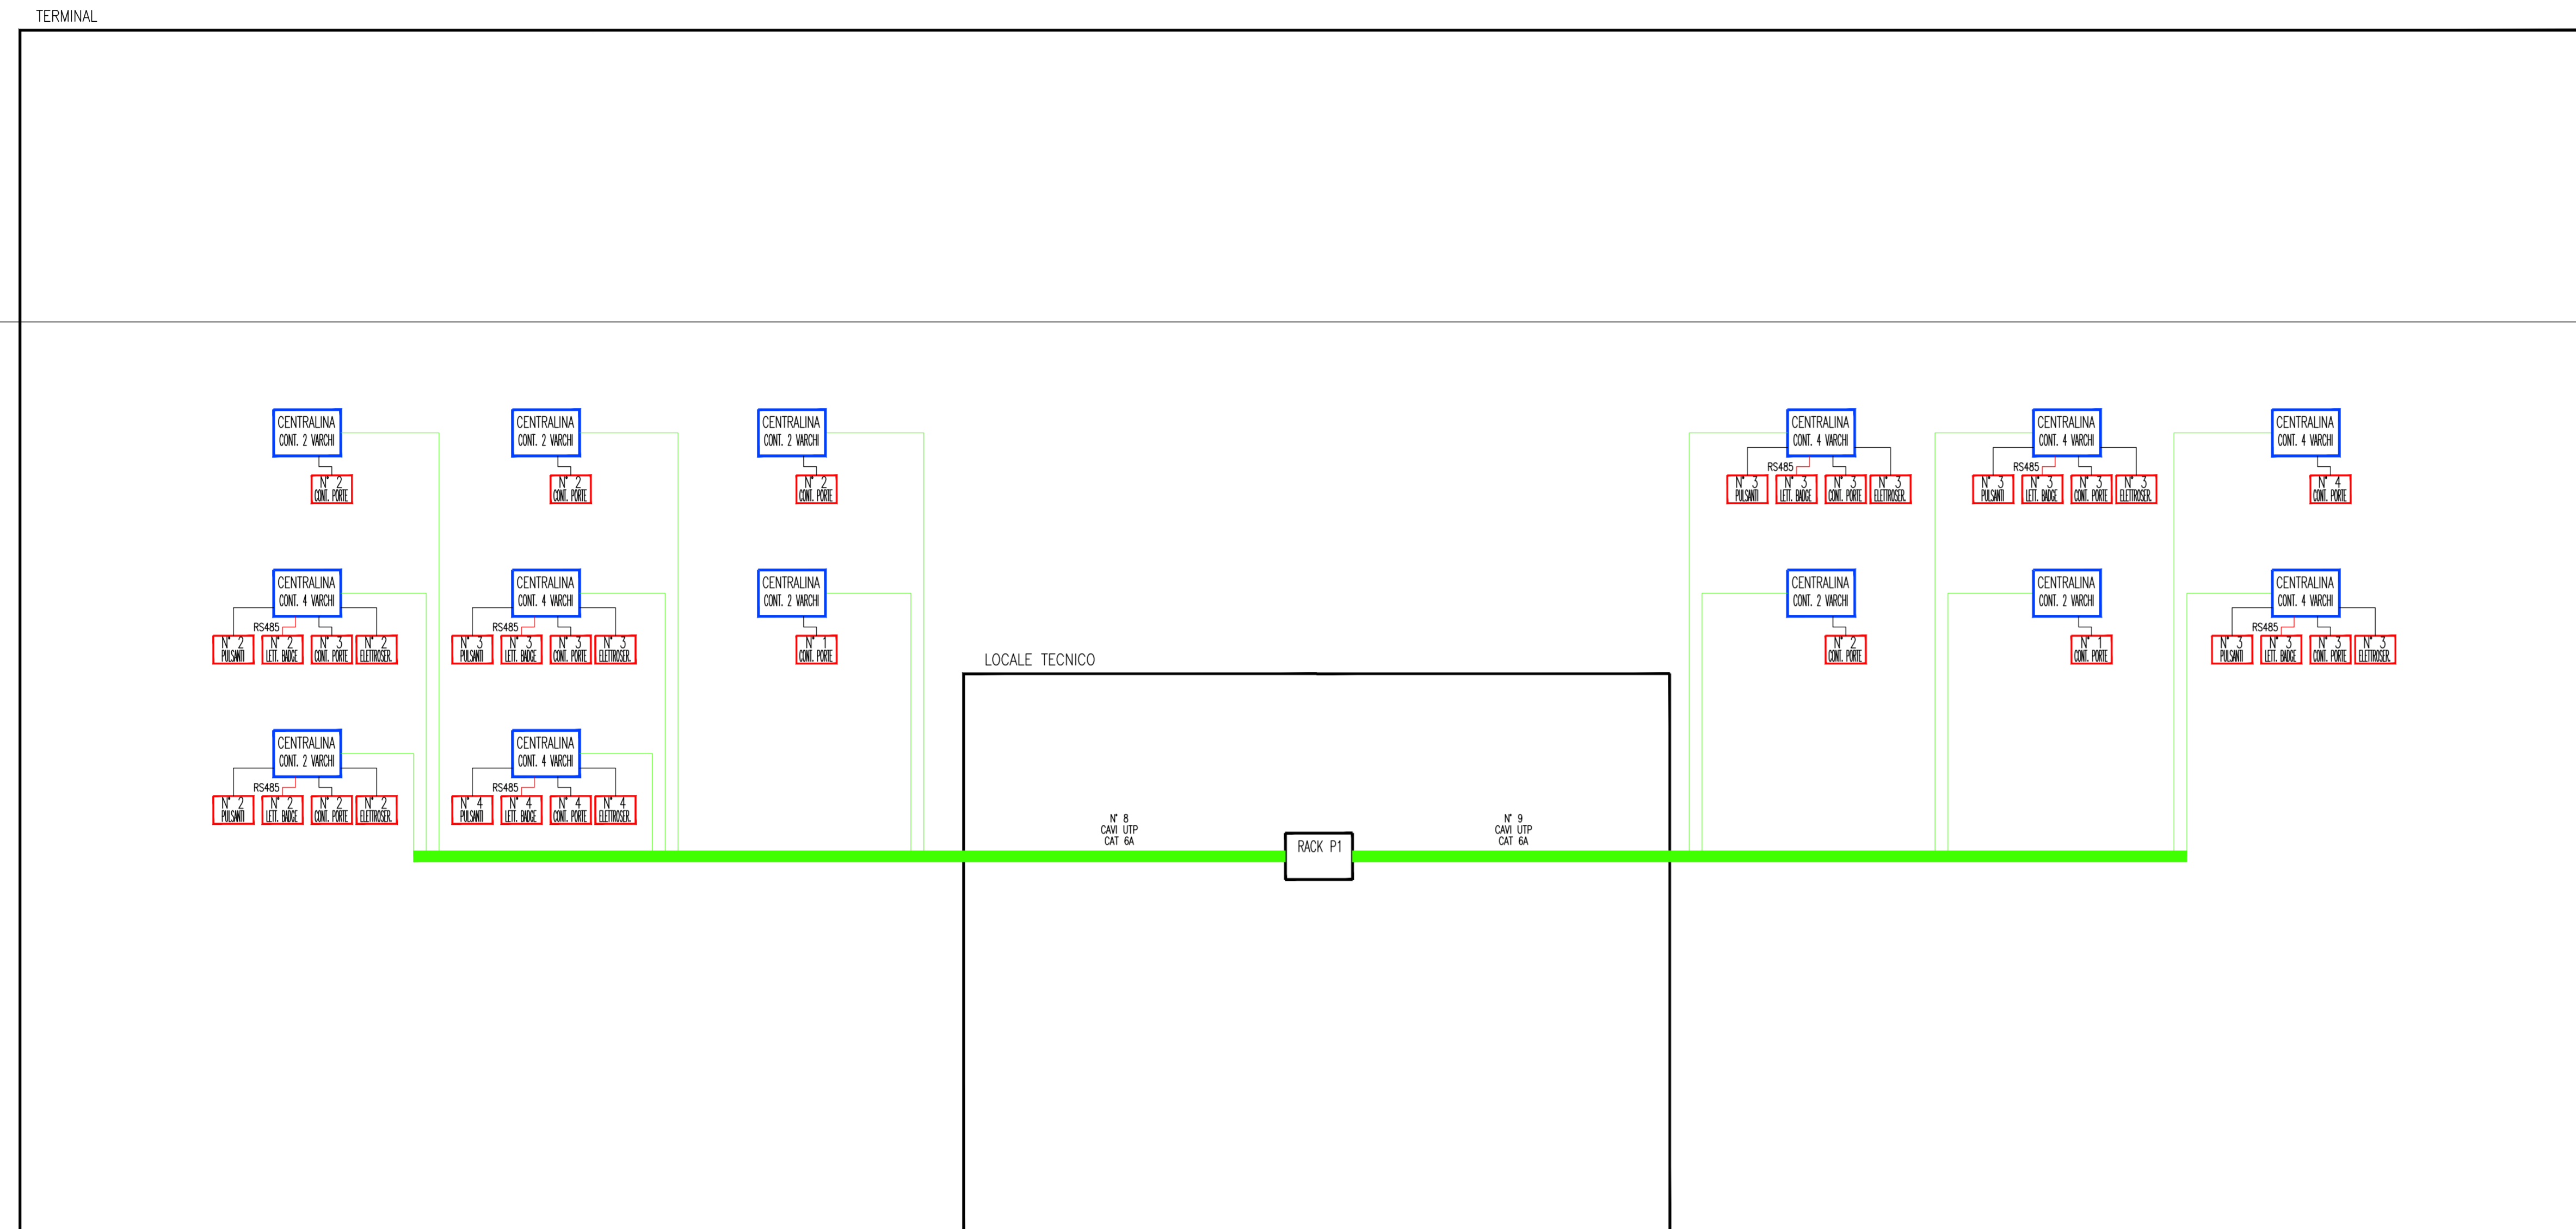 TERMINAL
CENTRALINA
CONT. 2 VARCHI
N° 2
CONT. PORTE
CENTRALINA
CONT. 2 VARCHI
N° 2
CONT. PORTE
CENTRALINA
CONT. 2 VARCHI
N° 2
CONT. PORTE
CENTRALINA
CONT. 4 VARCHI
RS485
N° 3
PULSANTI
N° 3
LETT. BADGE
N° 3
CONT. PORTE
N° 3
ELETTROSER.
CENTRALINA
CONT. 4 VARCHI
RS485
N° 3
PULSANTI
N° 3
LETT. BADGE
N° 3
CONT. PORTE
N° 3
ELETTROSER.
CENTRALINA
CONT. 4 VARCHI
N° 4
CONT. PORTE
CENTRALINA
CONT. 4 VARCHI
RS485
N° 2
PULSANTI
N° 2
LETT. BADGE
N° 3
CONT. PORTE
N° 2
ELETTROSER.
CENTRALINA
CONT. 4 VARCHI
RS485
N° 3
PULSANTI
N° 3
LETT. BADGE
N° 3
CONT. PORTE
N° 3
ELETTROSER.
CENTRALINA
CONT. 2 VARCHI
N° 1
CONT. PORTE
CENTRALINA
CONT. 2 VARCHI
N° 2
CONT. PORTE
CENTRALINA
CONT. 2 VARCHI
N° 1
CONT. PORTE
CENTRALINA
CONT. 4 VARCHI
RS485
N° 3
PULSANTI
N° 3
LETT. BADGE
N° 3
CONT. PORTE
N° 3
ELETTROSER.
LOCALE TECNICO
CENTRALINA
CONT. 2 VARCHI
RS485
N° 2
PULSANTI
N° 2
LETT. BADGE
N° 2
CONT. PORTE
N° 2
ELETTROSER.
CENTRALINA
CONT. 4 VARCHI
RS485
N° 4
PULSANTI
N° 4
LETT. BADGE
N° 4
CONT. PORTE
N° 4
ELETTROSER.
N° 8
CAVI UTP
CAT 6A
RACK P1
N° 9
CAVI UTP
CAT 6A